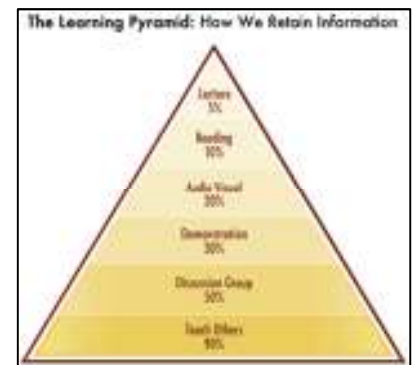 The Learning Pyramid: How We Retain Information
Lecture
5%
Reading
10%
Audio Visual
20%
Demonstration
30%
Discussion Group
50%
Teach Others
90%